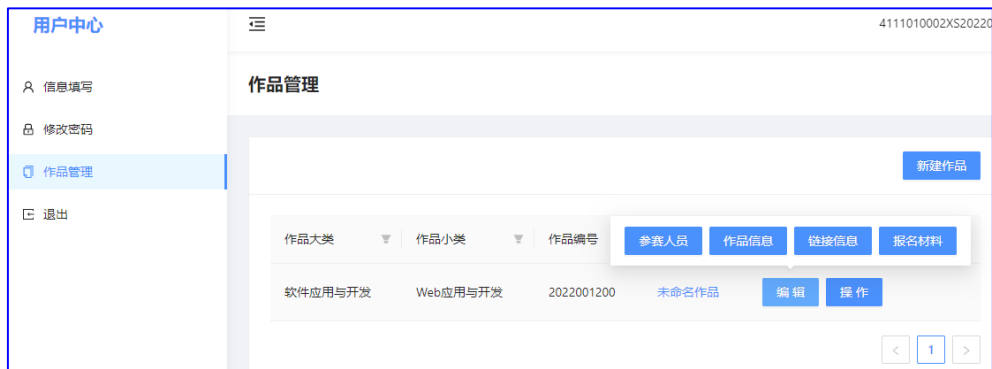 用户中心
4111010002XS20220
信息填写
修改密码
作品管理
退出
作品管理
新建作品
作品大类 作品小类 作品编号
参赛人员 作品信息 链接信息 报名材料
软件应用与开发 Web应用与开发 2022001200 未命名作品 编辑 操作
< 1 >